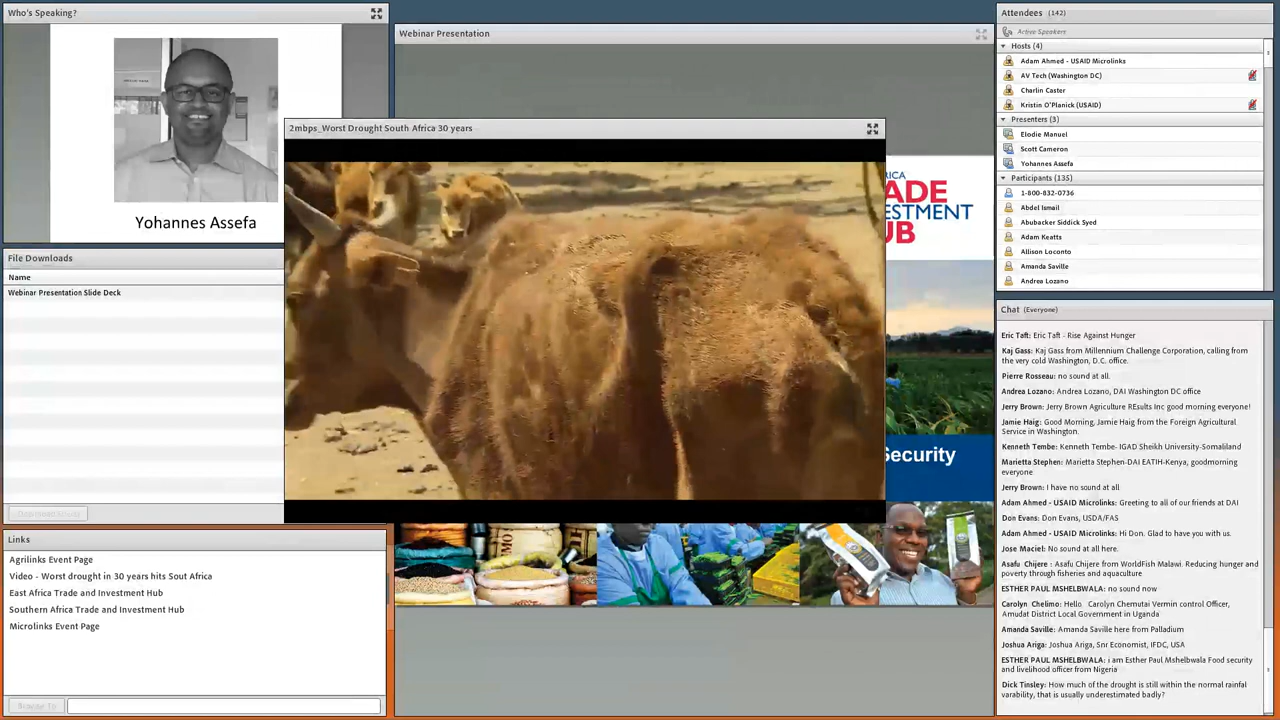 Who's Speaking?
Yohannes Assefa
File Downloads
Name
Webinar Presentation Slide Deck
Links
Agrilinks Event Page
Video - Worst drought in 30 years hits Sout Africa
East Africa Trade and Investment Hub
Southern Africa Trade and Investment Hub
Microlinks Event Page
Browse To
Webinar Presentation
2mbps_Worst Drought South Africa 30 years
RICA
ADE
ESTMENT
UB
Security
Attendees (142)
Active Speakers
Hosts (4)
Adam Ahmed - USAID Microlinks
AV Tech (Washington DC)
Charlin Caster
Kristin O'Planick (USAID)
Presenters (3)
Elodie Manuel
Scott Cameron
Yohannes Assefa
Participants (135)
1-800-832-0736
Abdel Ismail
Abubacker Siddick Syed
Adam Keatts
Allison Loconto
Amanda Saville
Andrea Lozano
Chat (Everyone)
Eric Taft: Eric Taft - Rise Against Hunger
Kaj Gass: Kaj Gass from Millennium Challenge Corporation, calling from
the very cold Washington, D.C. office.
Pierre Rosseau: no sound at all.
Andrea Lozano: Andrea Lozano, DAI Washington DC office
Jerry Brown: Jerry Brown Agriculture REsults Inc good morning everyone!
Jamie Haig: Good Morning, Jamie Haig from the Foreign Agricultural
Service in Washington.
Kenneth Tembe: Kenneth Tembe- IGAD Sheikh University-Somaliland
Marietta Stephen: Marietta Stephen-DAI EATIH-Kenya, goodmorning
everyone
Jerry Brown: I have no sound at all
Adam Ahmed - USAID Microlinks: Greeting to all of our friends at DAI
Don Evans: Don Evans, USDA/FAS
Adam Ahmed - USAID Microlinks: Hi Don. Glad to have you with us.
Jose Maciel: No sound at all here.
Asafu Chijere : Asafu Chijere from WorldFish Malawi. Reducing hunger and
poverty through fisheries and aquaculture
ESTHER PAUL MSHELBWALA: no sound now
Carolyn Chelimo: Hello Carolyn Chemutai Vermin control Officer,
Amudat District Local Government in Uganda
Amanda Saville: Amanda Saville here from Palladium
Joshua Ariga: Joshua Ariga, Snr Economist, IFDC, USA
ESTHER PAUL MSHELBWALA: i am Esther Paul Mshelbwala Food security
and livelihood officer from Nigeria
Dick Tinsley: How much of the drought is still within the normal rainfal
varability, that is usually underestimated badly?